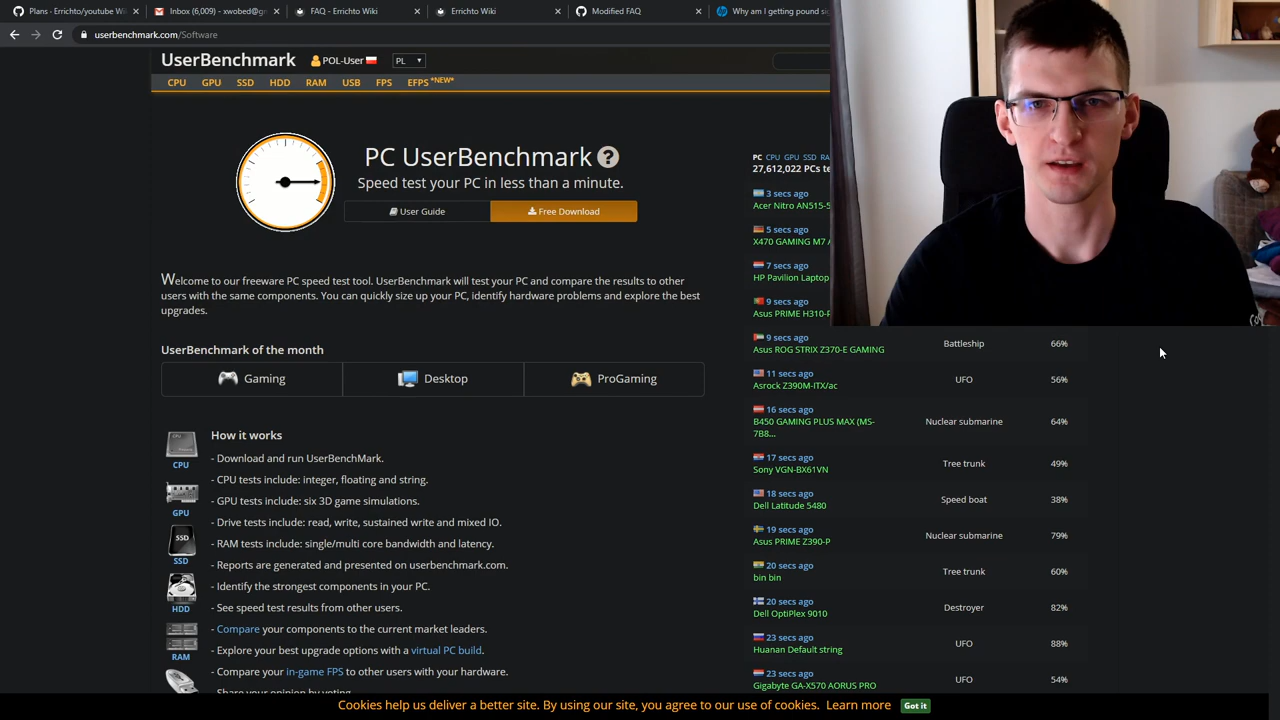 Plans · Errichto/youtube Wi
Inbox (6,009) - xwobed@g
FAQ - Errichto Wiki
Errichto Wiki
Modified FAQ
Why am I getting pound si
userbenchmark.com/Software
UserBenchmark
POL-User
PL
CPU GPU SSD HDD RAM USB FPS EFPS *NEW*
PC UserBenchmark ?
Speed test your PC in less than a minute.
User Guide
Free Download
Welcome to our freeware PC speed test tool. UserBenchmark will test your PC and compare the results to other
users with the same components. You can quickly size up your PC, identify hardware problems and explore the best
upgrades.
UserBenchmark of the month
Gaming
Desktop
ProGaming
How it works
CPU
GPU
SSD
HDD
RAM
- Download and run UserBenchMark.
- CPU tests include: integer, floating and string.
- GPU tests include: six 3D game simulations.
- Drive tests include: read, write, sustained write and mixed IO.
- RAM tests include: single/multi core bandwidth and latency.
- Reports are generated and presented on userbenchmark.com.
- Identify the strongest components in your PC.
- See speed test results from other users.
- Compare your components to the current market leaders.
- Explore your best upgrade options with a virtual PC build.
- Compare your in-game FPS to other users with your hardware.
- Share your opinion by voting.
PC CPU GPU SSD RA
27,612,022 PCs te
3 secs ago
Acer Nitro AN515-5
5 secs ago
X470 GAMING M7 A
7 secs ago
HP Pavilion Laptop
9 secs ago
Asus PRIME H310-
9 secs ago
Asus ROG STRIX Z370-E GAMING
Battleship 66%
11 secs ago
Asrock Z390M-ITX/ac
UFO 56%
16 secs ago
B450 GAMING PLUS MAX (MS-
7B8...
Nuclear submarine 64%
17 secs ago
Sony VGN-BX61VN
Tree trunk 49%
18 secs ago
Dell Latitude 5480
Speed boat 38%
19 secs ago
Asus PRIME Z390-P
Nuclear submarine 79%
20 secs ago
bin bin
Tree trunk 60%
20 secs ago
Dell OptiPlex 9010
Destroyer 82%
23 secs ago
Huanan Default string
UFO 88%
23 secs ago
Gigabyte GA-X570 AORUS PRO
UFO 54%
Cookies help us deliver a better site. By using our site, you agree to our use of cookies. Learn more
Got it